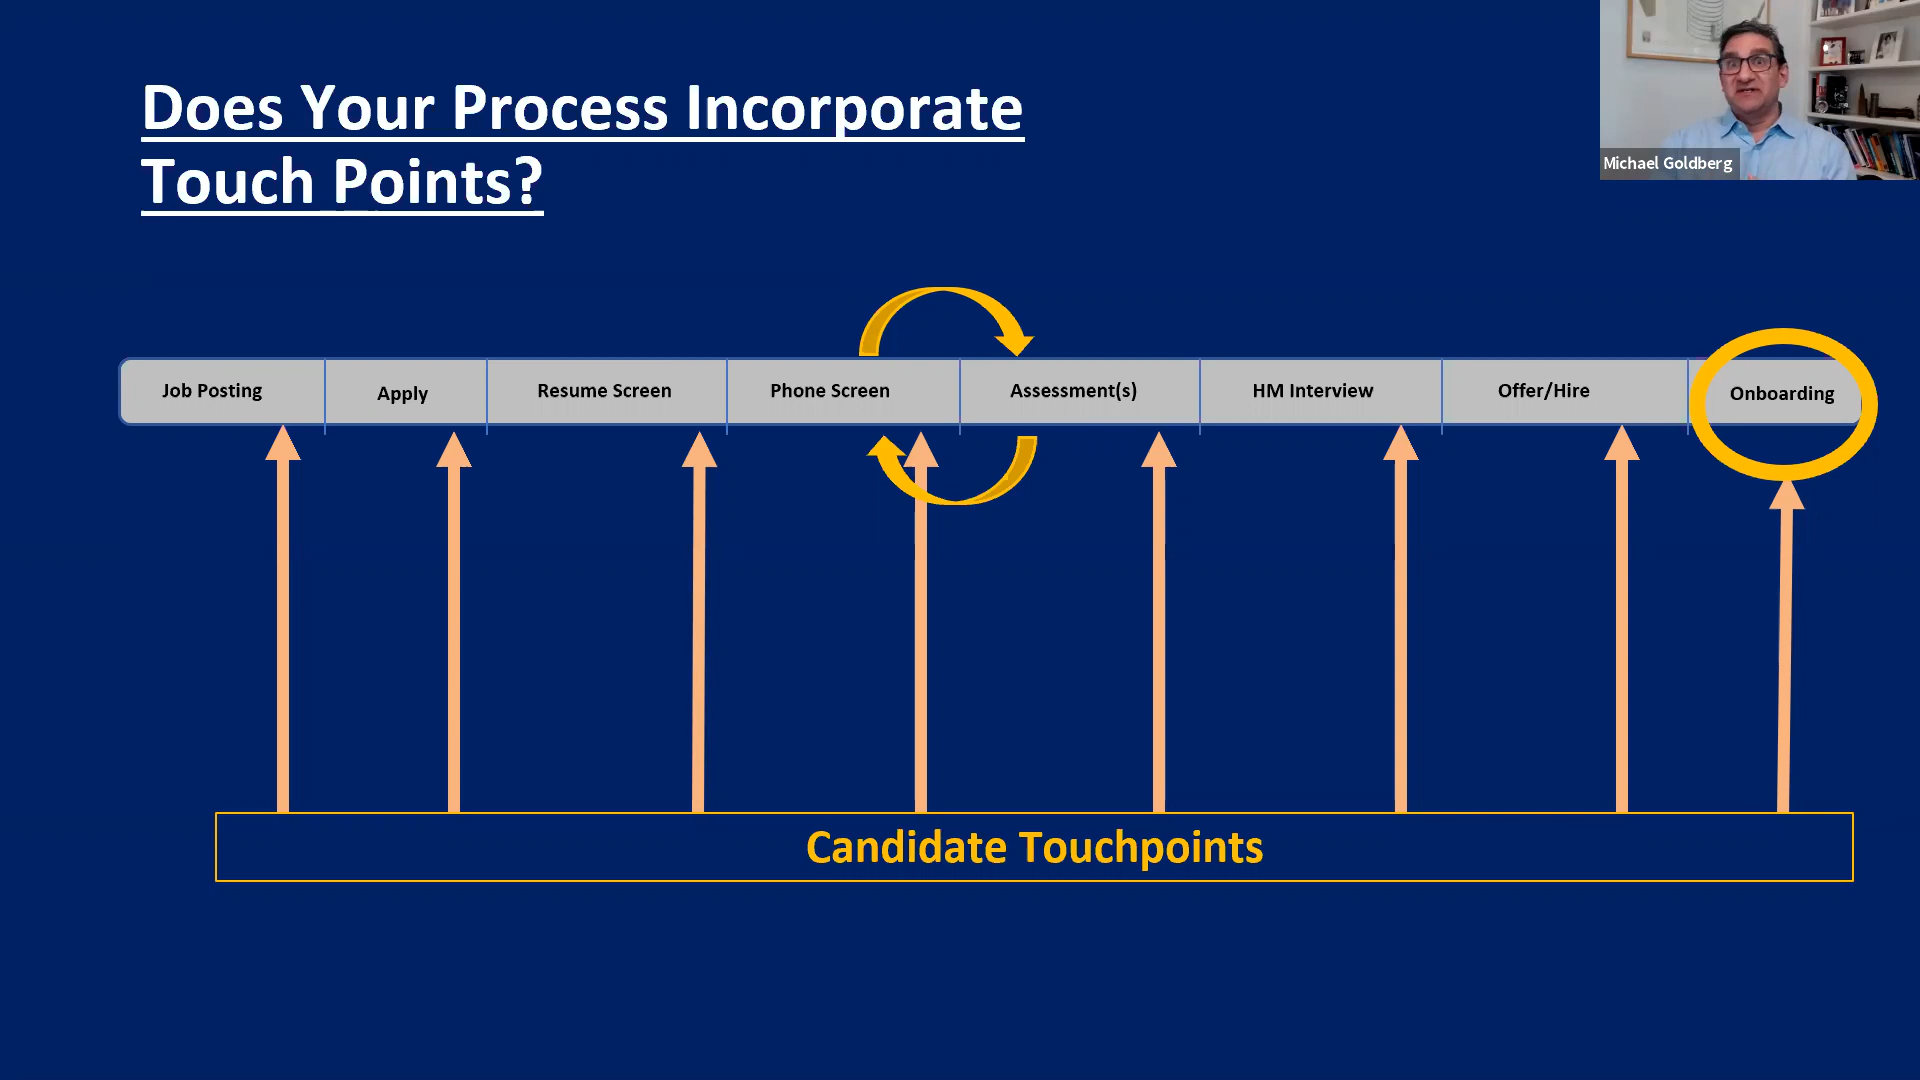 Does Your Process Incorporate
Touch Points?
Michael Goldberg
Job Posting
Apply
Resume Screen
Phone Screen
Assessment(s)
HM Interview
Offer/Hire
Onboarding
Candidate Touchpoints